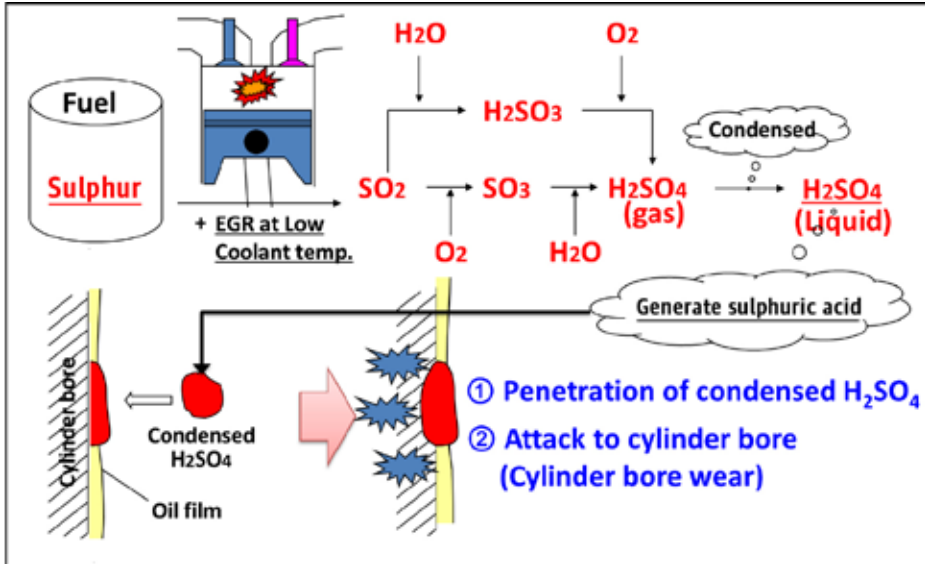 Fuel
Sulphur
+ EGR at Low
Coolant temp.
H2O
O2
H2SO3
SO2
SO3
H2SO4
(gas)
O2
H2O
Condensed
H2SO4
(Liquid)
Generate sulphuric acid
Cylinder bore
Condensed
H2SO4
Oil film
① Penetration of condensed H2SO4
② Attack to cylinder bore
(Cylinder bore wear)